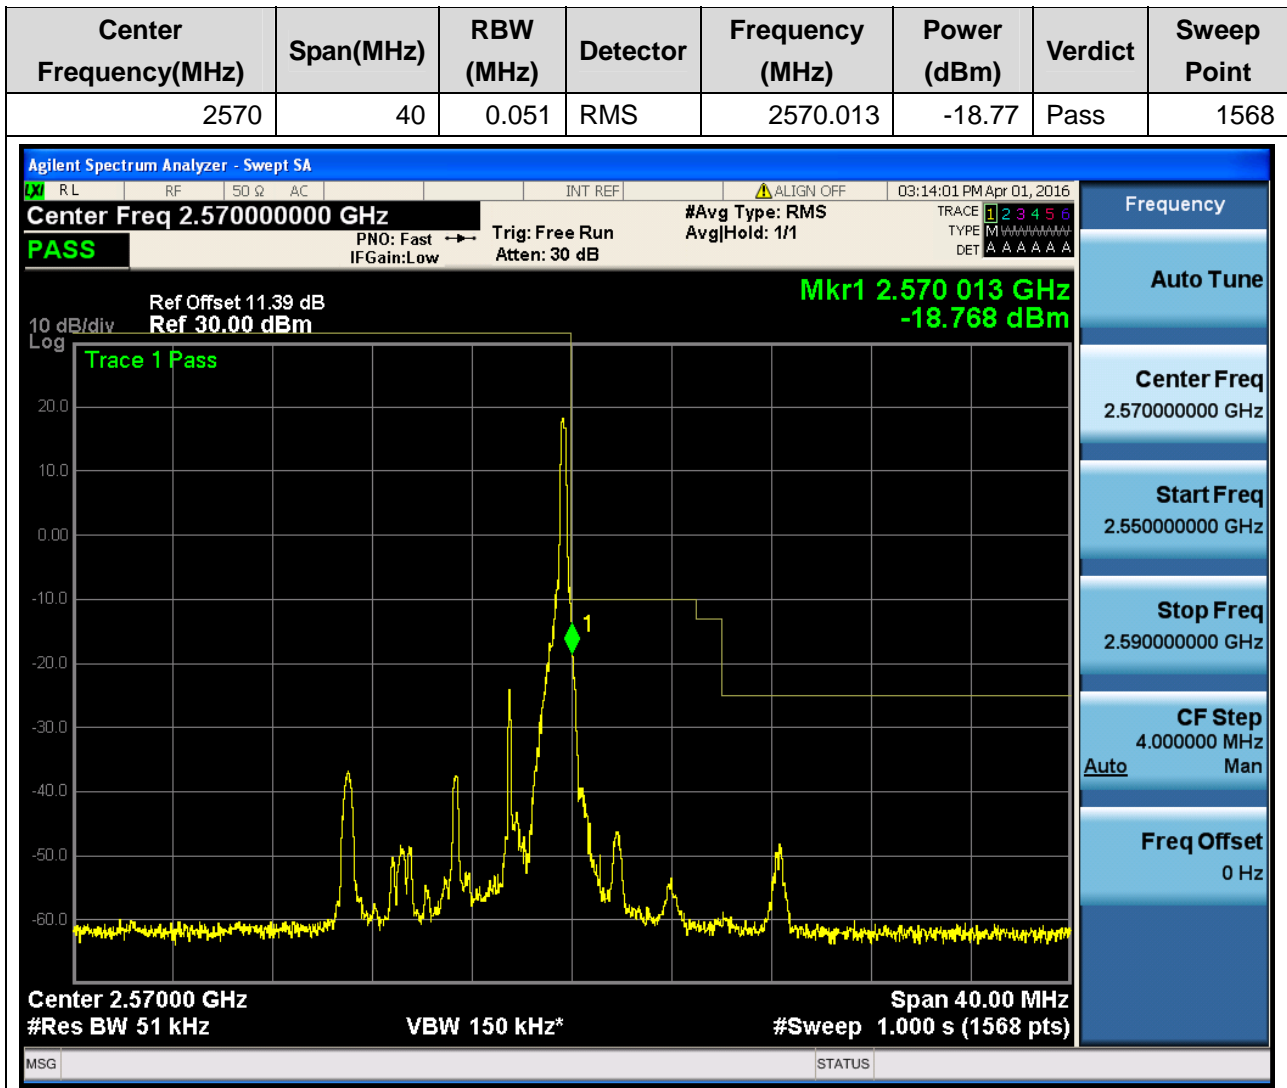 Center Frequency(MHz) Span(MHz) RBW (MHz) Detector Frequency (MHz) Power (dBm) Verdict Sweep Point
2570 40 0.051 RMS 2570.013 -18.77 Pass 1568
Agilent Spectrum Analyzer - Swept SA
LXI RL RF 50 Ω AC INT REF ALIGN OFF 03:14:01 PM Apr 01, 2016
Center Freq 2.570000000 GHz
PASS
PNO: Fast
IFGain:Low
Trig: Free Run
Atten: 30 dB
#Avg Type: RMS
Avg|Hold: 1/1
TRACE 1 2 3 4 5 6
TYPE M
DET A A A A A A
Mkr1 2.570 013 GHz
-18.768 dBm
Ref Offset 11.39 dB
10 dB/div Ref 30.00 dBm
Log
Trace 1 Pass
20.0
10.0
0.00
-10.0
1
-20.0
-30.0
-40.0
-50.0
-60.0
Center 2.57000 GHz Span 40.00 MHz
#Res BW 51 kHz VBW 150 kHz* #Sweep 1.000 s (1568 pts)
MSG STATUS
Frequency
Auto Tune
Center Freq
2.570000000 GHz
Start Freq
2.550000000 GHz
Stop Freq
2.590000000 GHz
CF Step
4.000000 MHz
Auto Man
Freq Offset
0 Hz